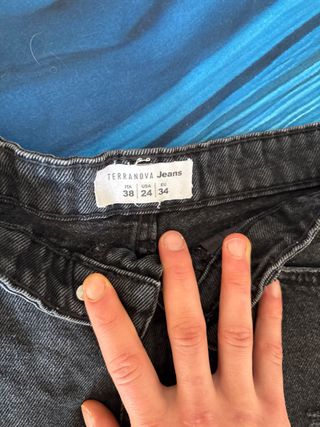 TERRANOVA Jeans
ITA USA EU
38 24 34